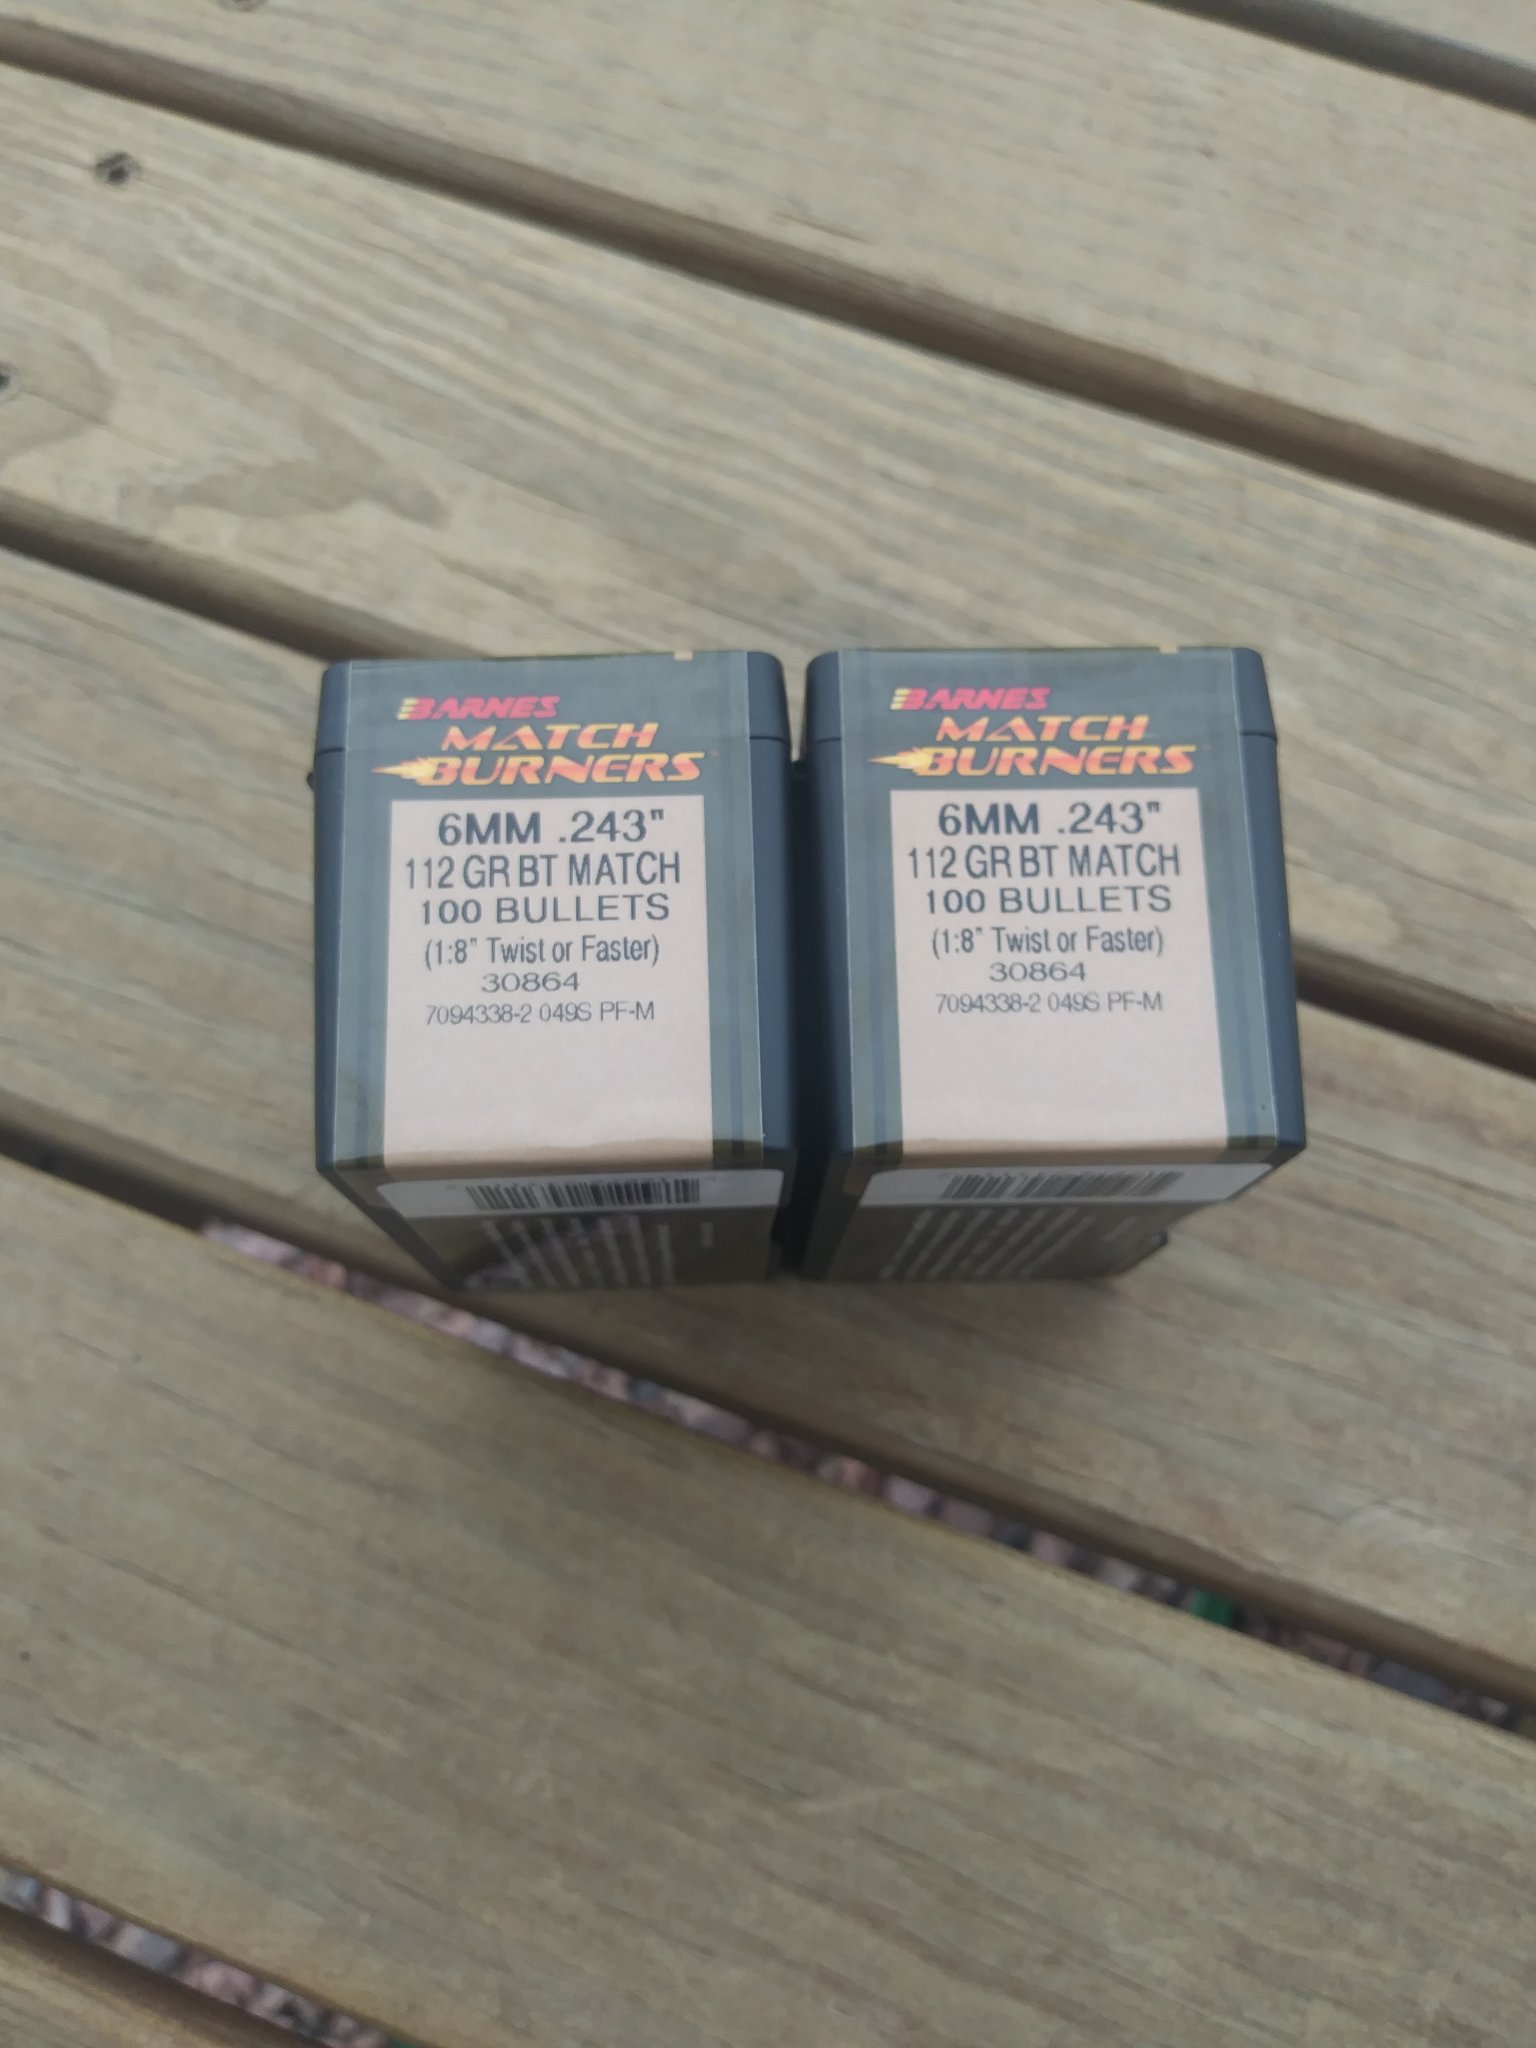 BARNES
MATCH
BURNERS™
6MM .243"
112 GR BT MATCH
100 BULLETS
(1:8" Twist or Faster)
30864
7094338-2 049S PF-M
BARNES
MATCH
BURNERS™
6MM .243"
112 GR BT MATCH
100 BULLETS
(1:8" Twist or Faster)
30864
7094338-2 049S PF-M